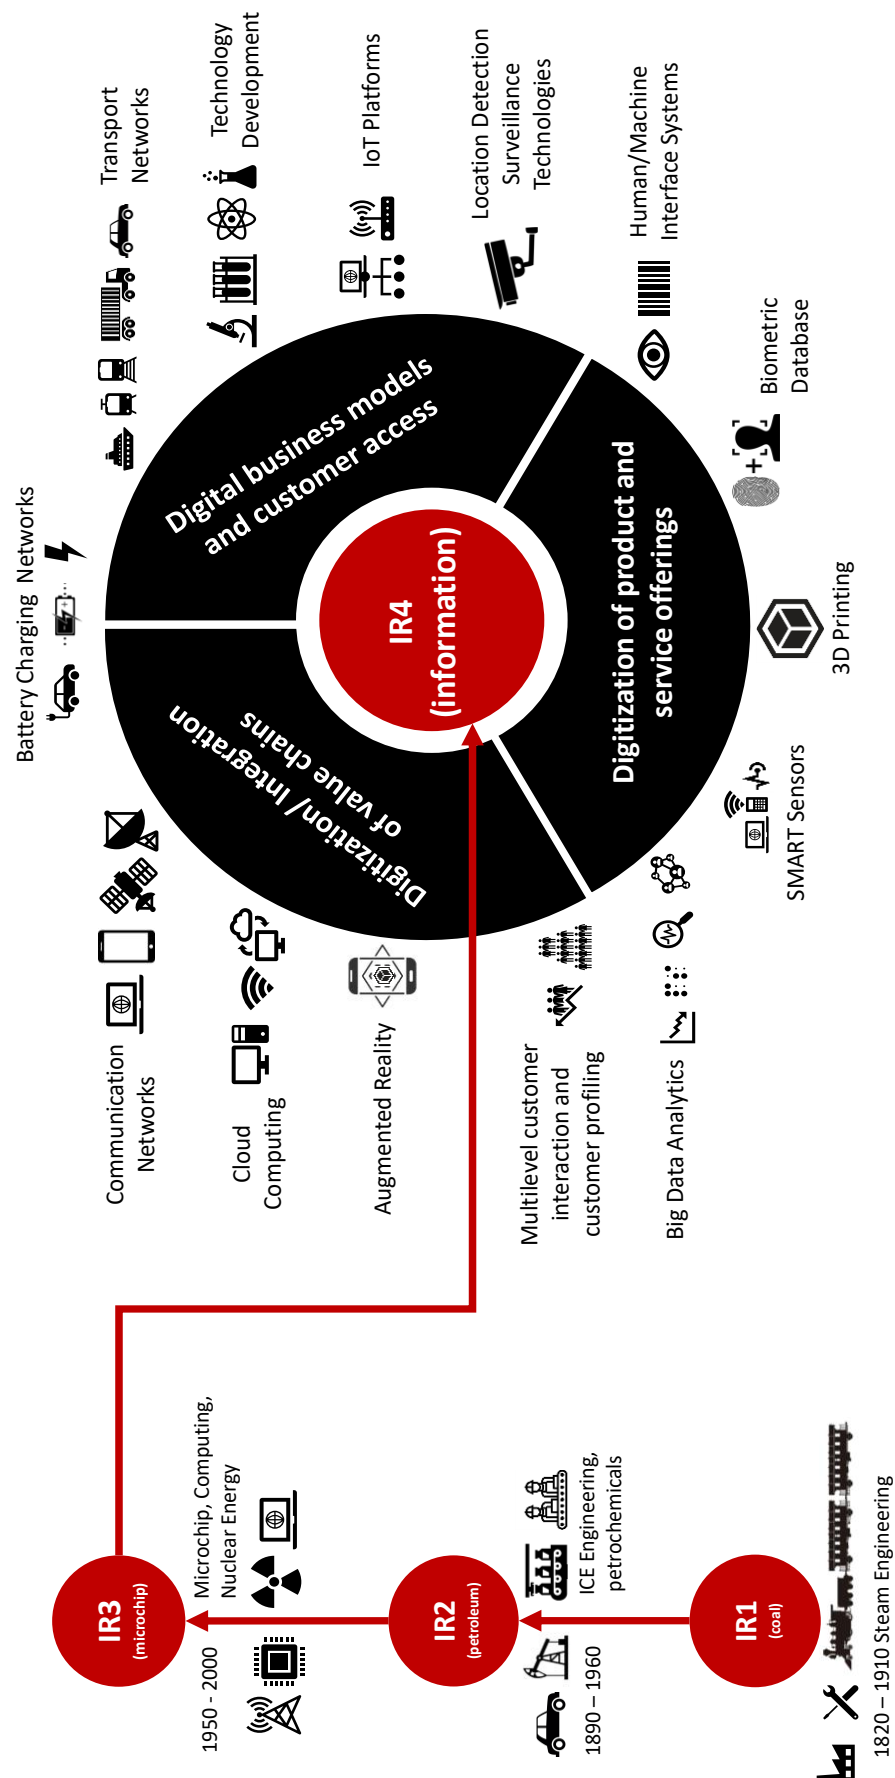 IR3
(microchip)
1950 - 2000
Microchip, Computing,
Nuclear Energy
IR2
(petroleum)
1890 – 1960
ICE Engineering,
petrochemicals
IR1
(coal)
1820 – 1910 Steam Engineering
IR4
(information)
Digitization/ Integration
of value chains
Digital business models
and customer access
Digitization of product and
service offerings
Battery Charging Networks
Transport
Networks
Technology
Development
IoT Platforms
Location Detection
Surveillance
Technologies
Human/Machine
Interface Systems
Biometric
Database
3D Printing
SMART Sensors
Big Data Analytics
Multilevel customer
interaction and
customer profiling
Augmented Reality
Cloud
Computing
Communication
Networks